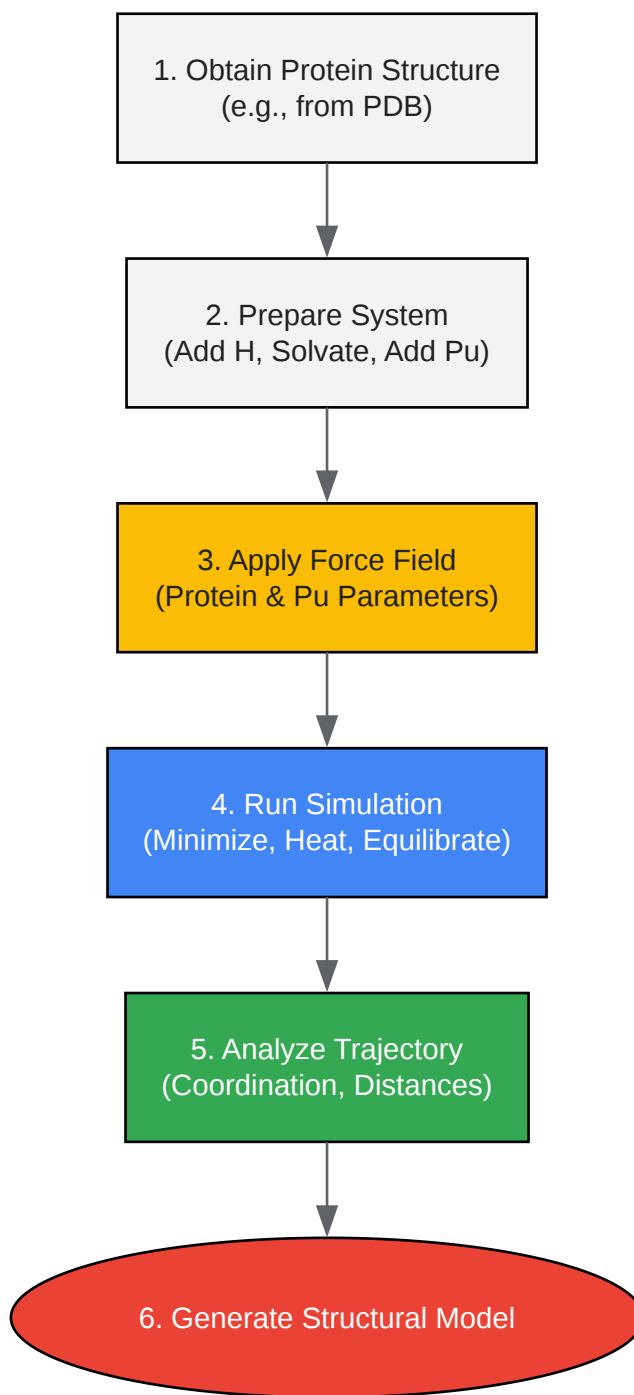 1. Obtain Protein Structure
(e.g., from PDB)
2. Prepare System
(Add H, Solvate, Add Pu)
3. Apply Force Field
(Protein & Pu Parameters)
4. Run Simulation
(Minimize, Heat, Equilibrate)
5. Analyze Trajectory
(Coordination, Distances)
6. Generate Structural Model